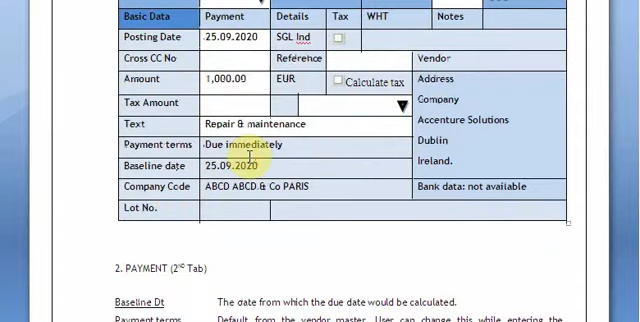 Basic Data Payment Details Tax WHT Notes
Posting Date 25.09.2020 SGL Ind
Cross CC No Reference Vendor
Amount 1,000.00 EUR Calculate tax Address
Company
Tax Amount
Text Repair & maintenance Accenture Solutions
Payment terms Due immediately Dublin
Baseline date 25.09.2020 Ireland.
Company Code ABCD ABCD & Co PARIS Bank data: not available
Lot No.
2. PAYMENT (2nd Tab)
Baseline Dt The date from which the due date would be calculated.
Payment terms Default from the vendor master. User can change this while entering the